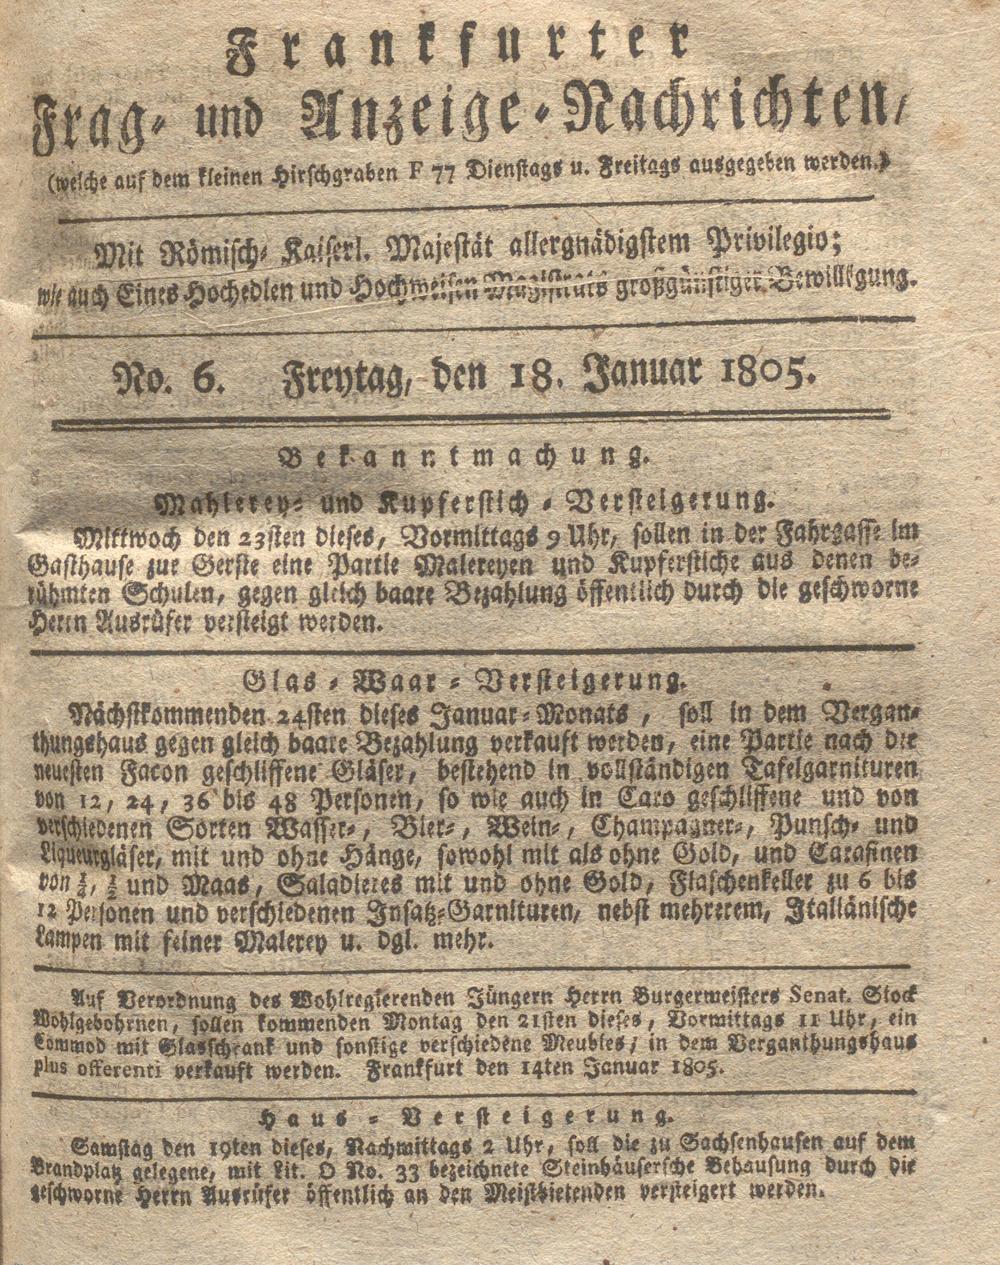 Frankfurter
Frag- und Anzeige-Nachrichten,
(welche auf dem kleinen Hirschgraben F 77 Dienstags u. Freitags ausgegeben werden.)
Mit Römisch- Kaiserl. Majestät allergnädigstem Privilegio;
wie auch Eines Hochedlen und Hochweisen Magistrats großgünstiger Bewilligung.
No. 6. Freytag, den 18. Januar 1805.
Bekanntmachung.
Mahlerey- und Kupferstich-Versteigerung.
Mittwoch den 23sten dieses, Vormittags 9 Uhr, sollen in der Fahrgasse im
Gasthause zur Gerste eine Partie Malereyen und Kupferstiche aus denen be-
rühmten Schulen, gegen gleich baare Bezahlung öffentlich durch die geschworne
Herrn Ausrüfer versteigt werden.
Glas-Waar-Versteigerung.
Nächstkommenden 24sten dieses Januar-Monats, soll in dem Vergan-
thungshaus gegen gleich baare Bezahlung verkauft werden, eine Partie nach der
neuesten Facon geschliffene Gläser, bestehend in vollständigen Tafelgarnituren
von 12, 24, 36 bis 48 Personen, so wie auch in Caro geschliffene und von
verschiedenen Sorten Wasser-, Bier-, Wein-, Champagner-, Punsch- und
Liqueurgläser, mit und ohne Hänge, sowohl mit als ohne Gold, und Carafinen
von ¼, ½ und Maas, Saladieres mit und ohne Gold, Flaschenkeller zu 6 bis
12 Personen und verschiedenen Insatz-Garnituren, nebst mehrerem, Italiänische
Lampen mit feiner Malerey u. dgl. mehr.
Auf Verordnung des Wohlregierenden Jüngern Herrn Burgermeisters Senat. Stock
Wohlgebohrnen, sollen kommenden Montag den 21sten dieses, Vormittags 11 Uhr, ein
Commod mit Glasschrank und sonstige verschiedene Meubles, in dem Verganthungshaus
plus offerenti verkauft werden. Frankfurt den 14ten Januar 1805.
Haus-Versteigerung.
Samstag den 19ten dieses, Nachmittags 2 Uhr, soll die zu Sachsenhausen auf dem
Brandplatz gelegene, mit Lit. O No. 33 bezeichnete Steinhäusersche Behausung durch die
geschworne Herrn Ausrüfer öffentlich an den Meistbietenden versteigert werden.